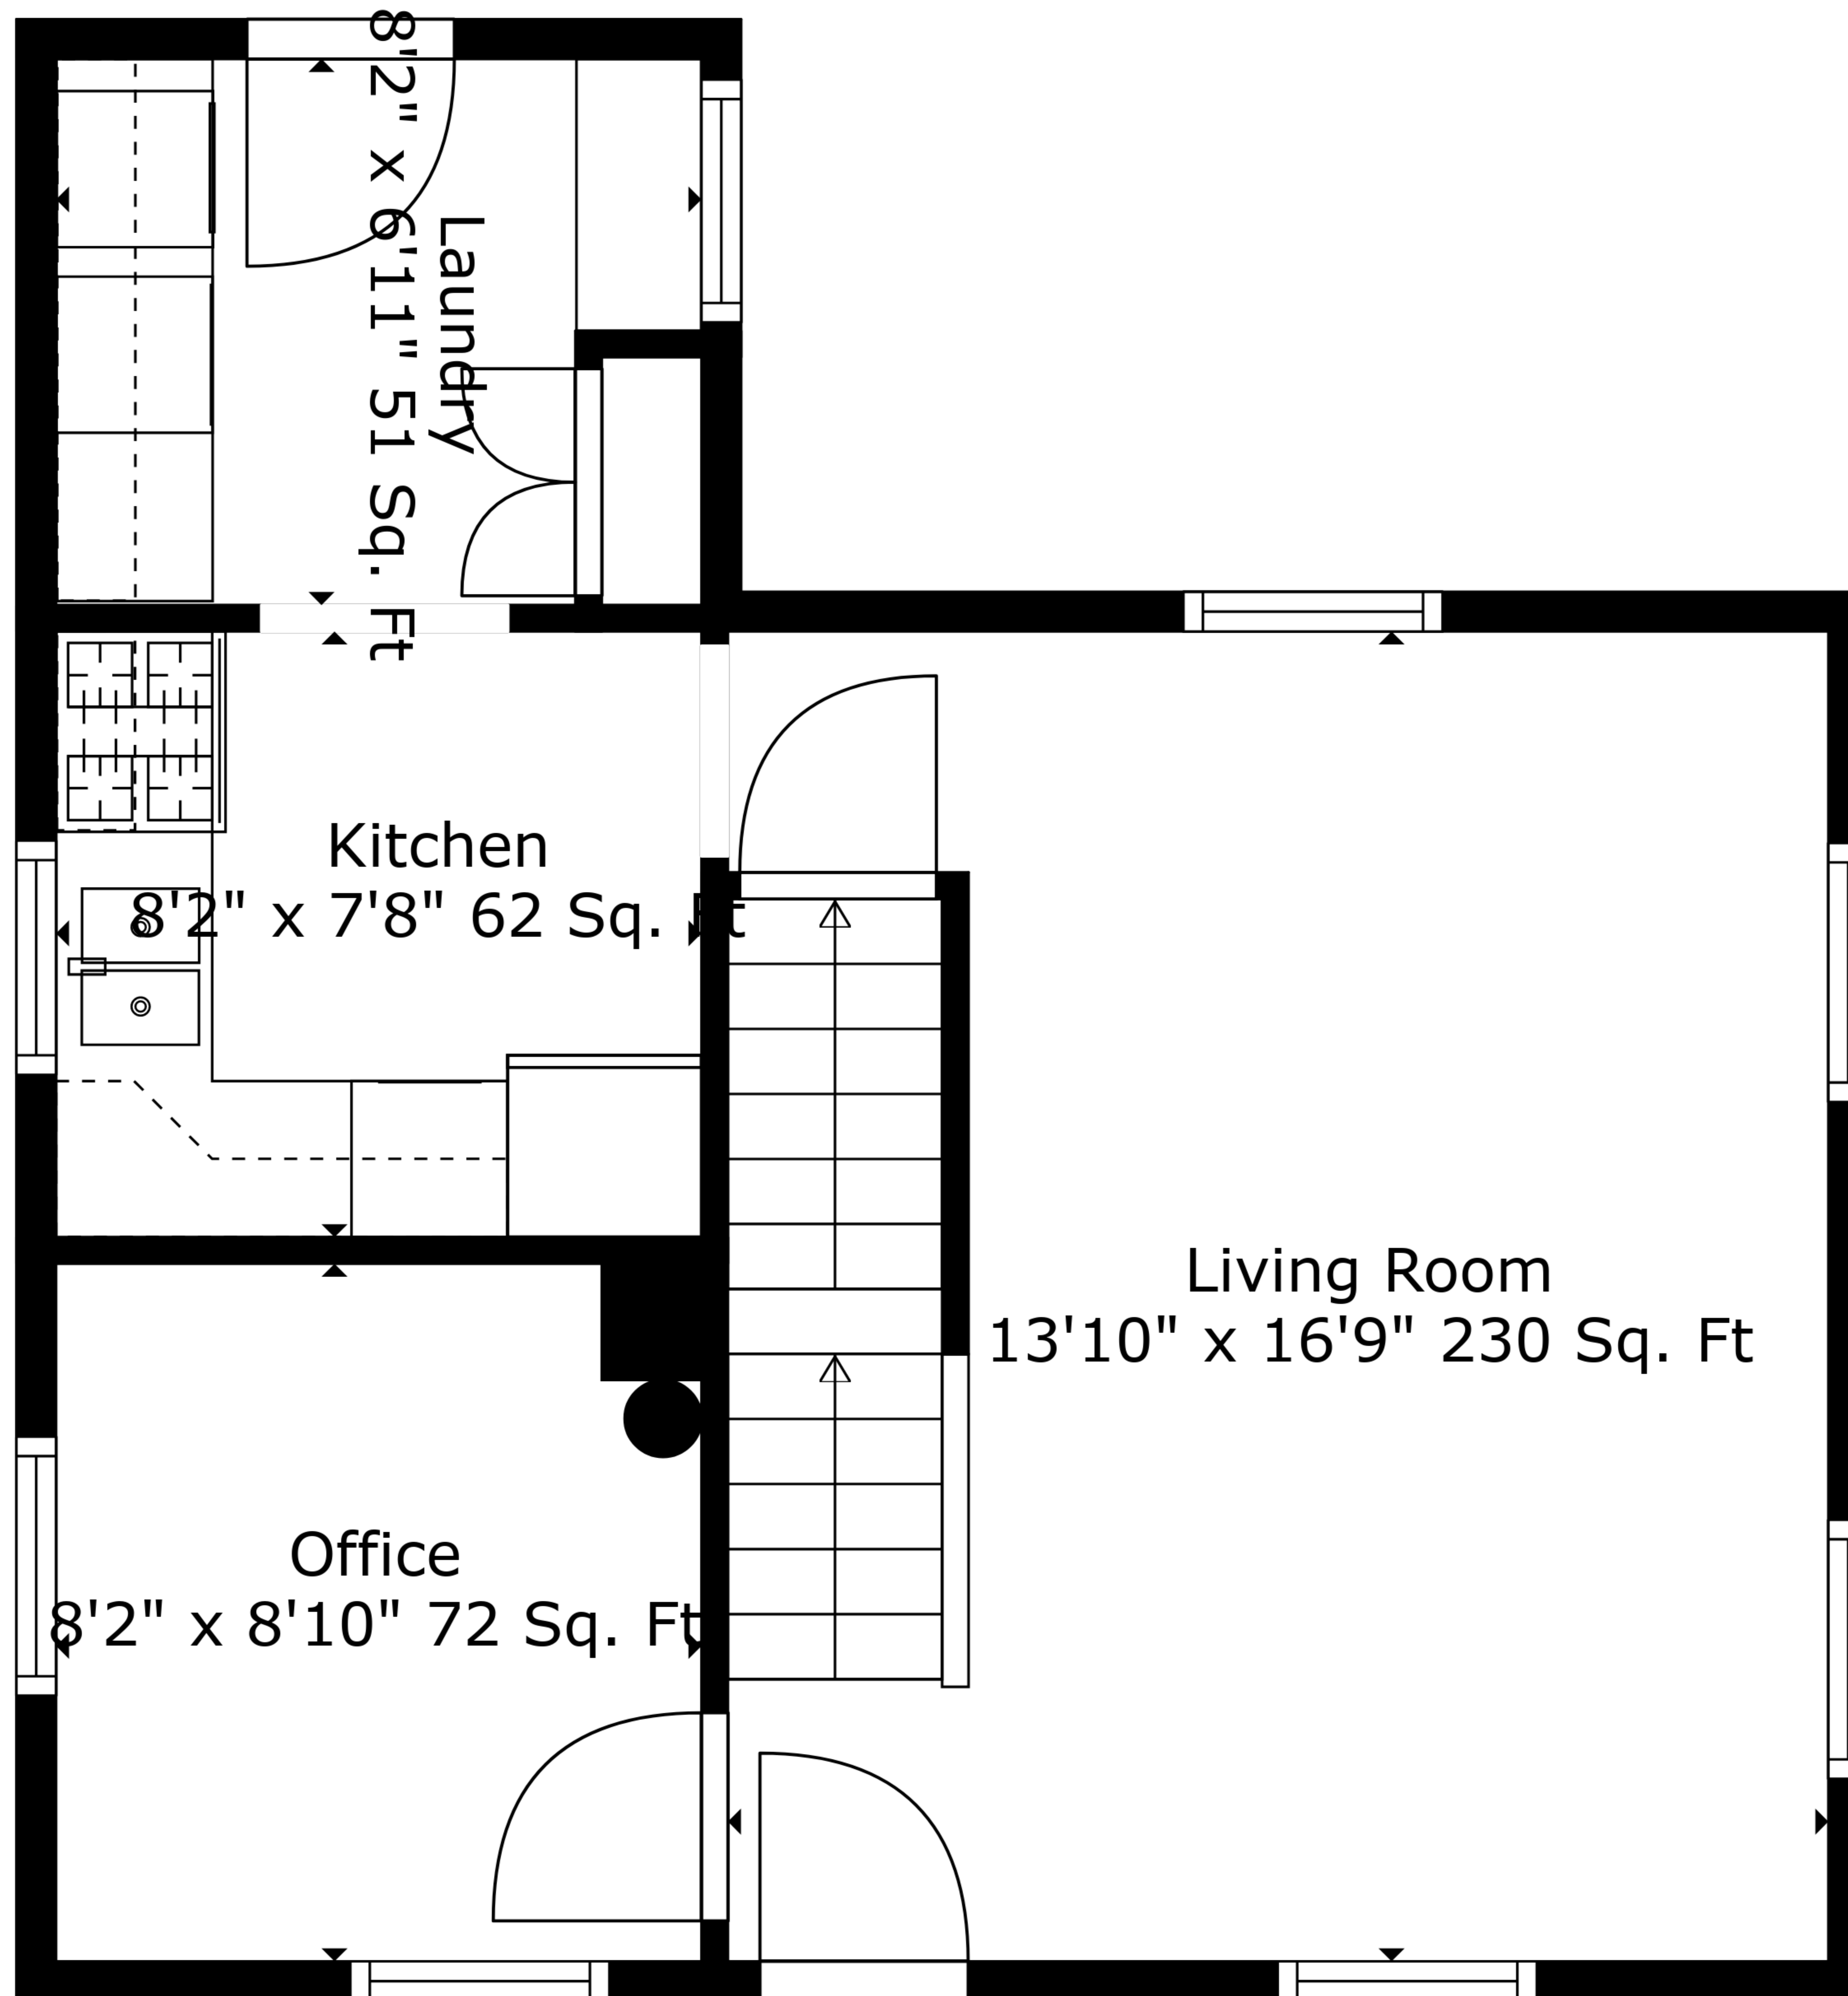 Laundry
8'2" x 6'11" 51 Sq. Ft
Kitchen
8'2" x 7'8" 62 Sq. Ft
Living Room
13'10" x 16'9" 230 Sq. Ft
Office
8'2" x 8'10" 72 Sq. Ft